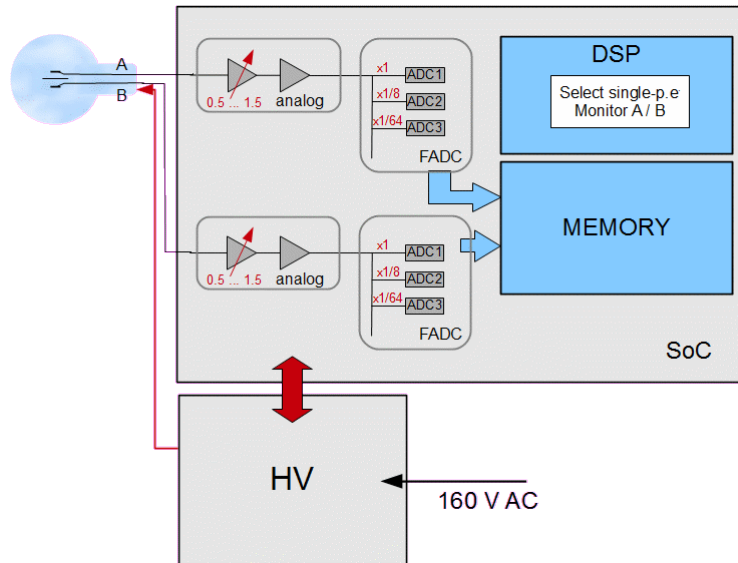 A
B
0.5 ... 1.5
analog
x1
ADC1
x1/8
ADC2
x1/64
ADC3
FADC
DSP
Select single-p.e
Monitor A / B
MEMORY
0.5 ... 1.5
analog
x1
ADC1
x1/8
ADC2
x1/64
ADC3
FADC
SoC
HV
160 V AC